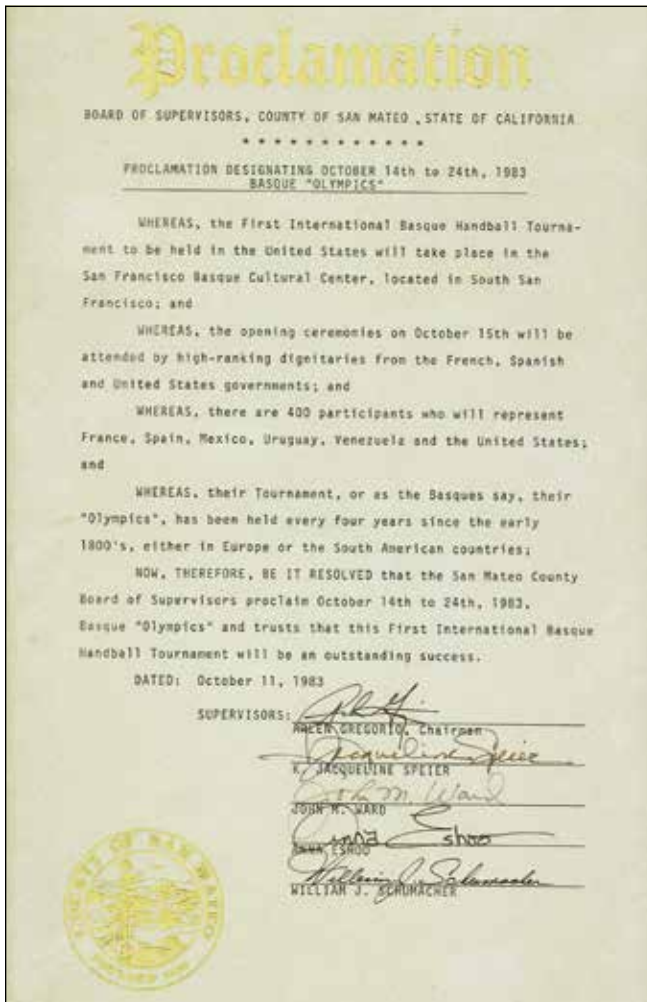 Proclamation
BOARD OF SUPERVISORS, COUNTY OF SAN MATEO , STATE OF CALIFORNIA
* * * * * * * * * * * *
PROCLAMATION DESIGNATING OCTOBER 14th to 24th, 1983
BASQUE "OLYMPICS"
WHEREAS, the First International Basque Handball Tourna-
ment to be held in the United States will take place in the
San Francisco Basque Cultural Center, located in South San
Francisco; and
WHEREAS, the opening ceremonies on October 15th will be
attended by high-ranking dignitaries from the French, Spanish
and United States governments; and
WHEREAS, there are 400 participants who will represent
France, Spain, Mexico, Uruguay, Venezuela and the United States;
and
WHEREAS, their Tournament, or as the Basques say, their
"Olympics", has been held every four years since the early
1800's, either in Europe or the South American countries;
NOW, THEREFORE, BE IT RESOLVED that the San Mateo County
Board of Supervisors proclaim October 14th to 24th, 1983,
Basque "Olympics" and trusts that this First International Basque
Handball Tournament will be an outstanding success.
DATED: October 11, 1983
SUPERVISORS:
ARLEN GREGORIO, Chairman
Jacqueline Speier
K. JACQUELINE SPEIER
John M. Ward
JOHN M. WARD
Anna Eshoo
ANNA ESHOO
William J. Schumacher
WILLIAM J. SCHUMACHER
COUNTY OF SAN MATEO